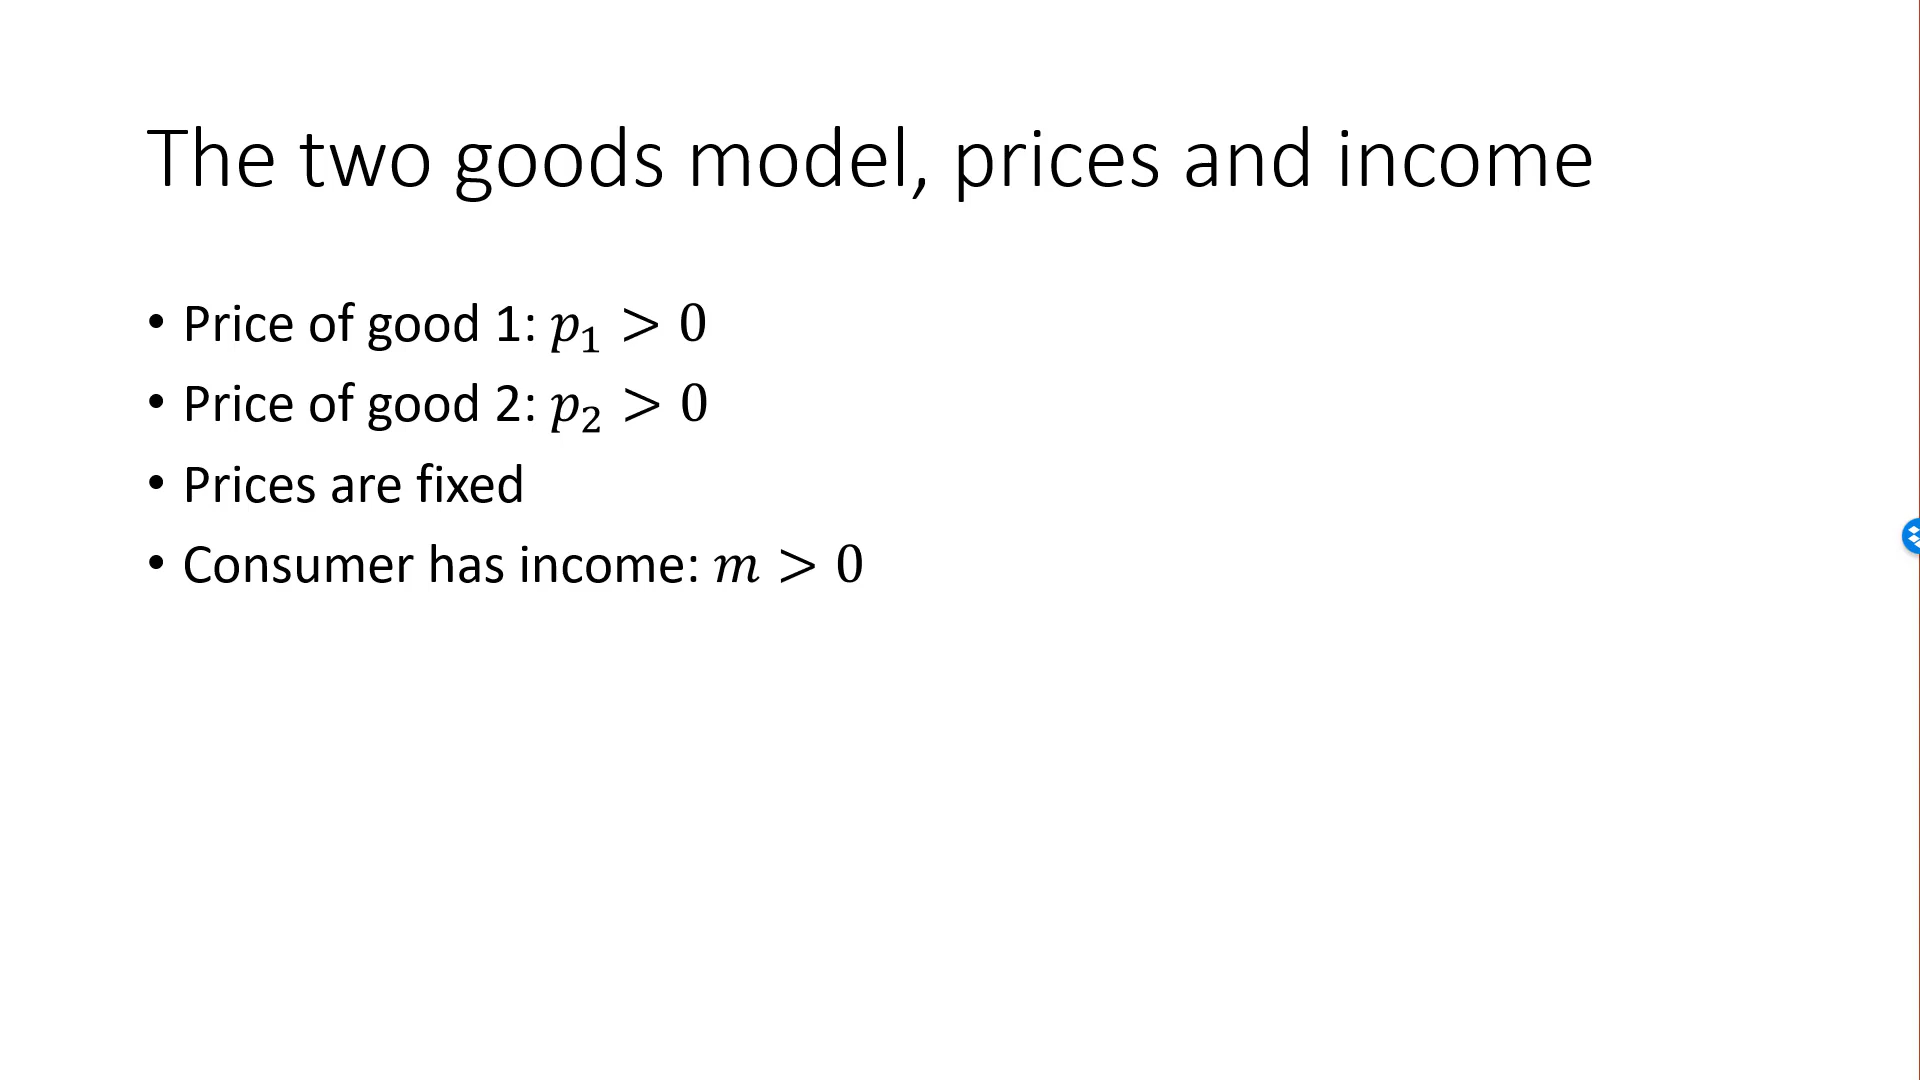 The two goods model, prices and income
• Price of good 1: 𝑝₁ > 0
• Price of good 2: 𝑝₂ > 0
• Prices are fixed
• Consumer has income: 𝑚 > 0